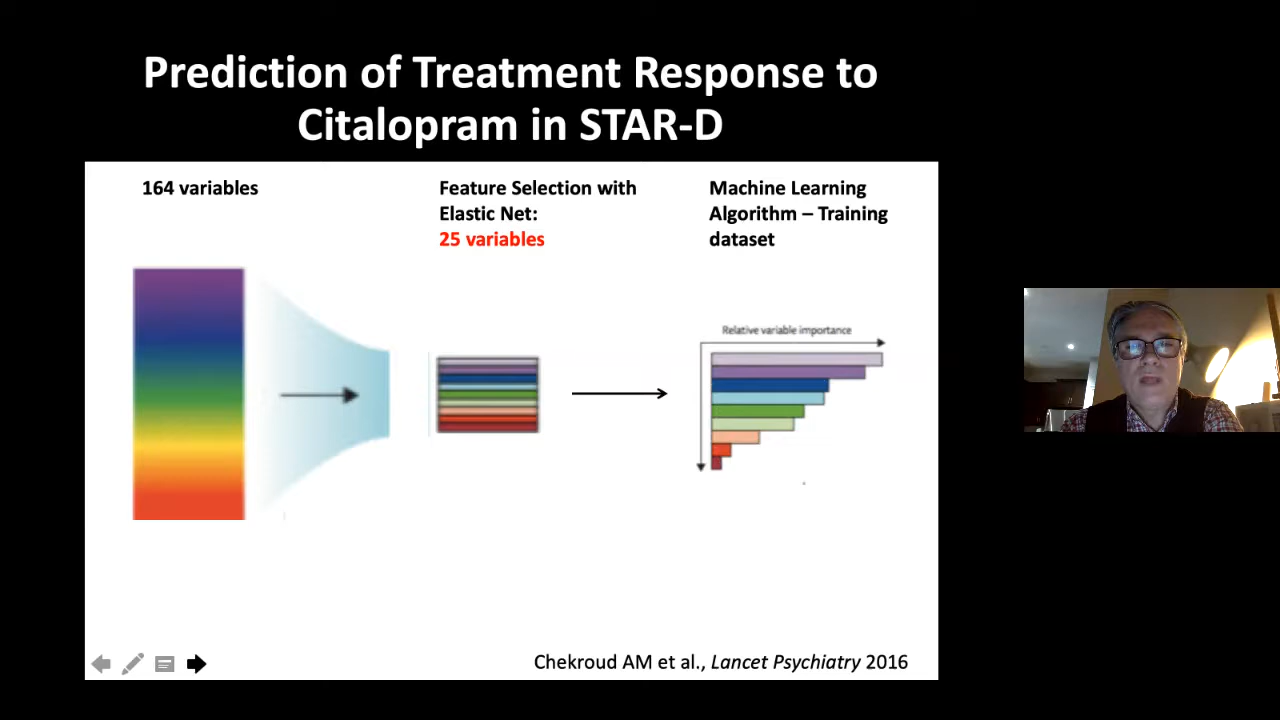 Prediction of Treatment Response to
Citalopram in STAR-D
164 variables
Feature Selection with
Elastic Net:
25 variables
Machine Learning
Algorithm – Training
dataset
Relative variable importance
Chekroud AM et al., Lancet Psychiatry 2016